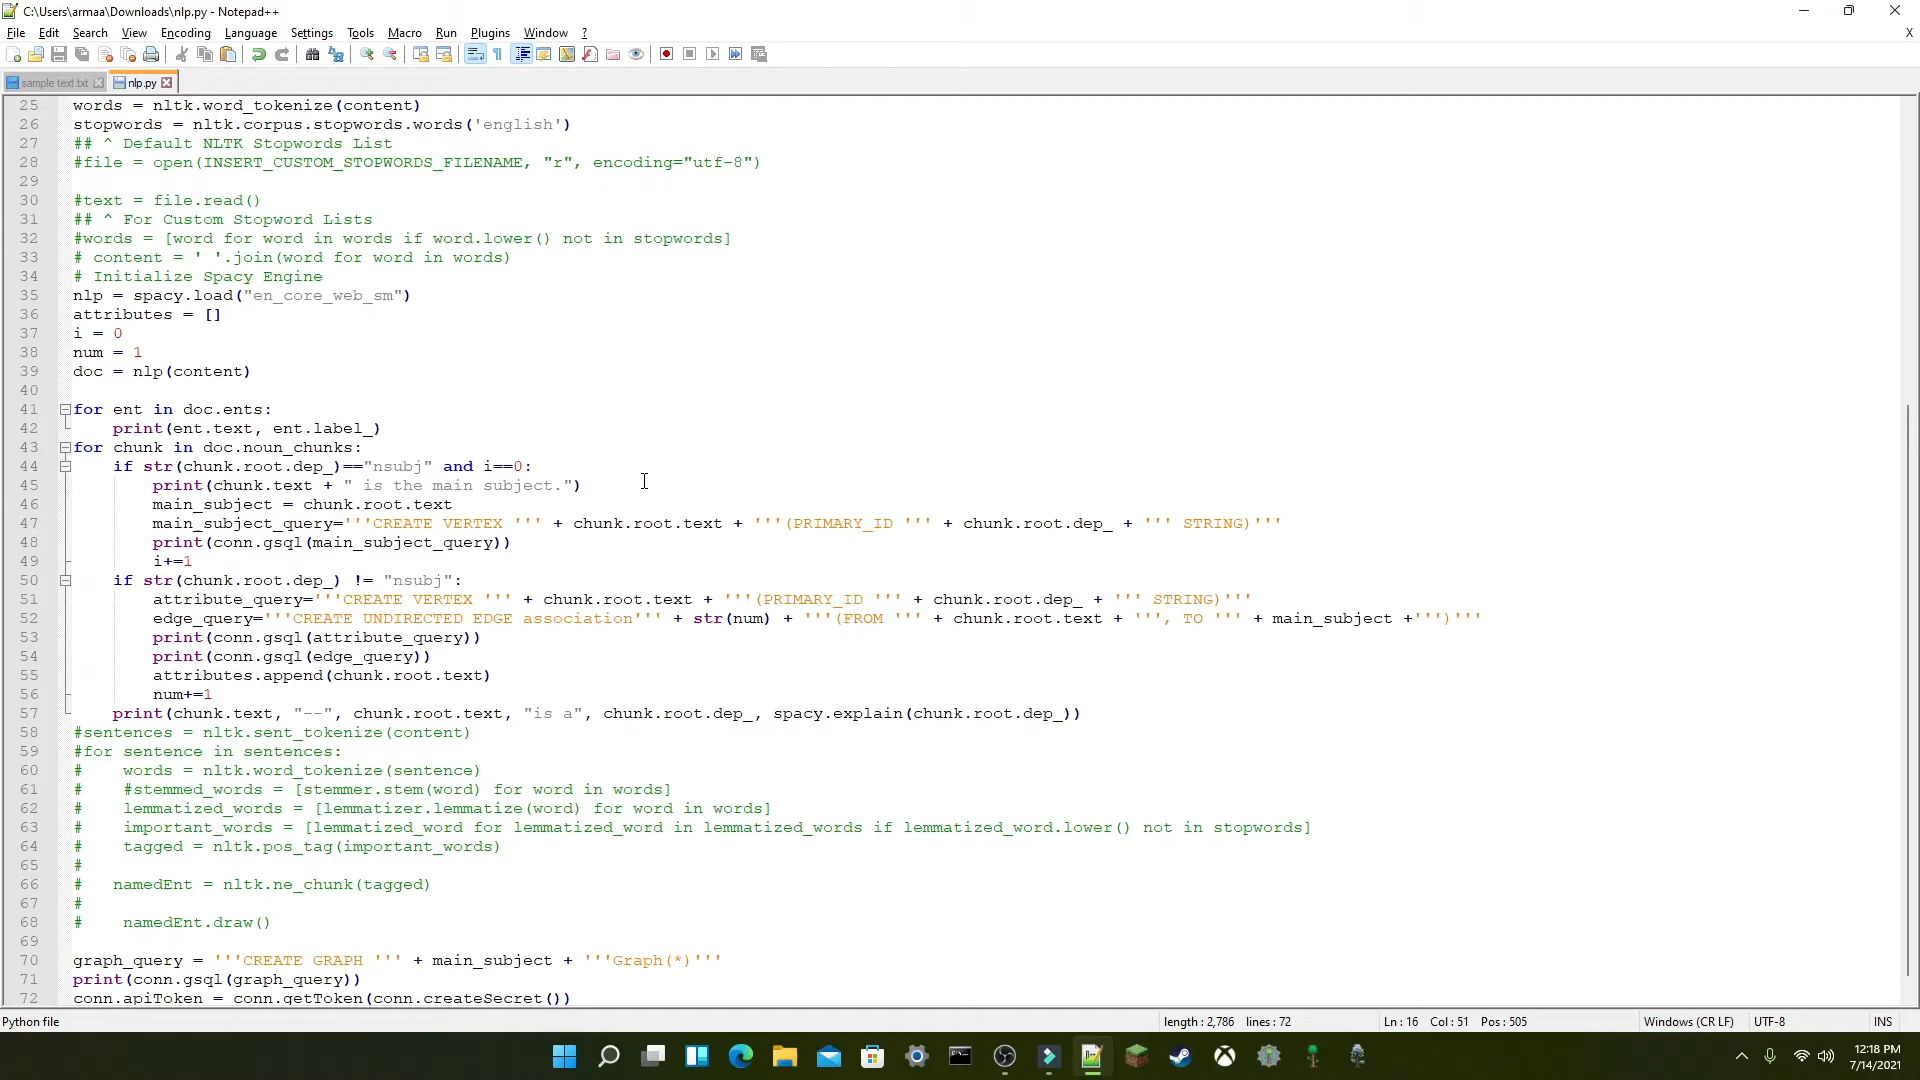 C:\Users\armaa\Downloads\nlp.py - Notepad++
File Edit Search View Encoding Language Settings Tools Macro Run Plugins Window ?
X
sample text.txt nlp.py
25 words = nltk.word_tokenize(content)
26 stopwords = nltk.corpus.stopwords.words('english')
27 ## ^ Default NLTK Stopwords List
28 #file = open(INSERT_CUSTOM_STOPWORDS_FILENAME, "r", encoding="utf-8")
29
30 #text = file.read()
31 ## ^ For Custom Stopword Lists
32 #words = [word for word in words if word.lower() not in stopwords]
33 # content = ' '.join(word for word in words)
34 # Initialize Spacy Engine
35 nlp = spacy.load("en_core_web_sm")
36 attributes = []
37 i = 0
38 num = 1
39 doc = nlp(content)
40
41 for ent in doc.ents:
42     print(ent.text, ent.label_)
43 for chunk in doc.noun_chunks:
44     if str(chunk.root.dep_)=="nsubj" and i==0:
45         print(chunk.text + " is the main subject.")
46         main_subject = chunk.root.text
47         main_subject_query='''CREATE VERTEX ''' + chunk.root.text + '''(PRIMARY_ID ''' + chunk.root.dep_ + ''' STRING)'''
48         print(conn.gsql(main_subject_query))
49         i+=1
50     if str(chunk.root.dep_) != "nsubj":
51         attribute_query='''CREATE VERTEX ''' + chunk.root.text + '''(PRIMARY_ID ''' + chunk.root.dep_ + ''' STRING)'''
52         edge_query='''CREATE UNDIRECTED EDGE association''' + str(num) + '''(FROM ''' + chunk.root.text + ''', TO ''' + main_subject +''')'''
53         print(conn.gsql(attribute_query))
54         print(conn.gsql(edge_query))
55         attributes.append(chunk.root.text)
56         num+=1
57     print(chunk.text, "--", chunk.root.text, "is a", chunk.root.dep_, spacy.explain(chunk.root.dep_))
58 #sentences = nltk.sent_tokenize(content)
59 #for sentence in sentences:
60 #    words = nltk.word_tokenize(sentence)
61 #    #stemmed_words = [stemmer.stem(word) for word in words]
62 #    lemmatized_words = [lemmatizer.lemmatize(word) for word in words]
63 #    important_words = [lemmatized_word for lemmatized_word in lemmatized_words if lemmatized_word.lower() not in stopwords]
64 #    tagged = nltk.pos_tag(important_words)
65 #
66 #   namedEnt = nltk.ne_chunk(tagged)
67 #
68 #    namedEnt.draw()
69
70 graph_query = '''CREATE GRAPH ''' + main_subject + '''Graph(*)'''
71 print(conn.gsql(graph_query))
72 conn.apiToken = conn.getToken(conn.createSecret())
Python file length : 2,786 lines : 72 Ln : 16 Col : 51 Pos : 505 Windows (CR LF) UTF-8 INS
12:18 PM
7/14/2021